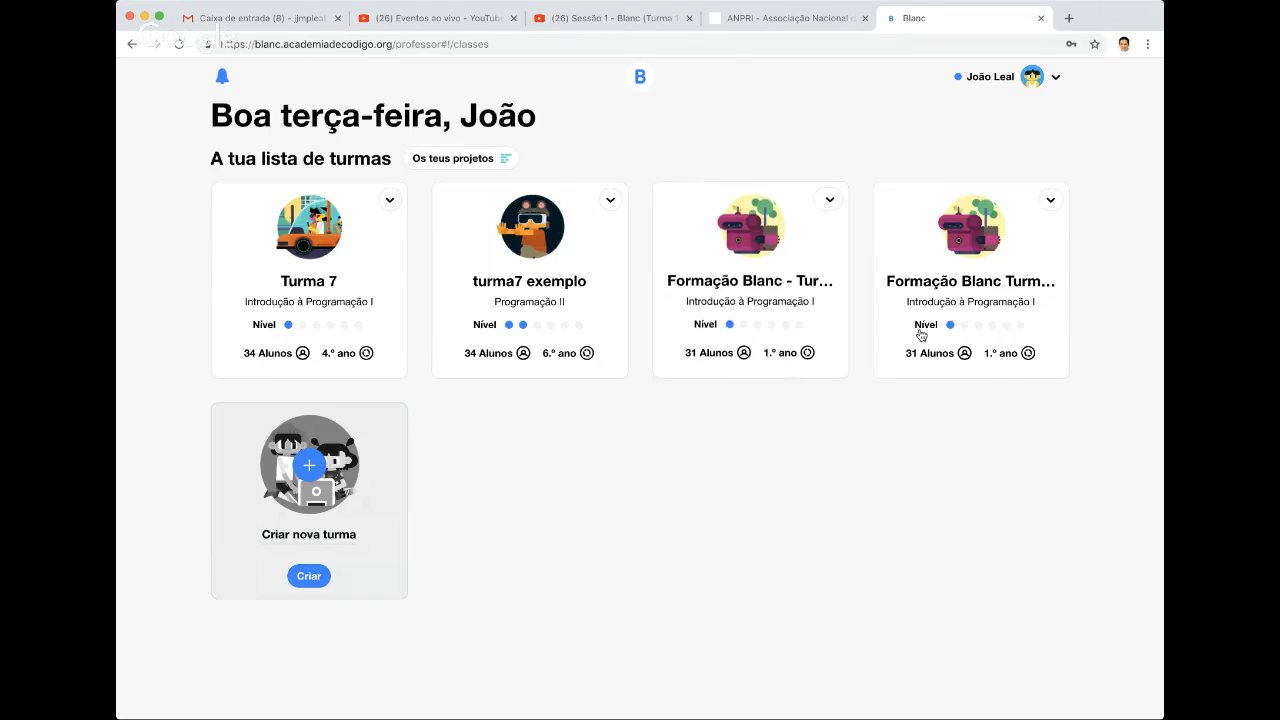 Caixa de entrada (8) - jjmpleal
(26) Eventos ao vivo - YouTub
(26) Sessão 1 - Blanc (Turma 1
ANPRI - Associação Nacional d
B Blanc
https://blanc.academiadecodigo.org/professor#!/classes
Google
B
João Leal
Boa terça-feira, João
A tua lista de turmas
Os teus projetos
Turma 7
Introdução à Programação I
Nível
34 Alunos
4.º ano
turma7 exemplo
Programação II
Nível
34 Alunos
6.º ano
Formação Blanc - Tur...
Introdução à Programação I
Nível
31 Alunos
1.º ano
Formação Blanc Turm...
Introdução à Programação I
Nível
31 Alunos
1.º ano
Criar nova turma
Criar